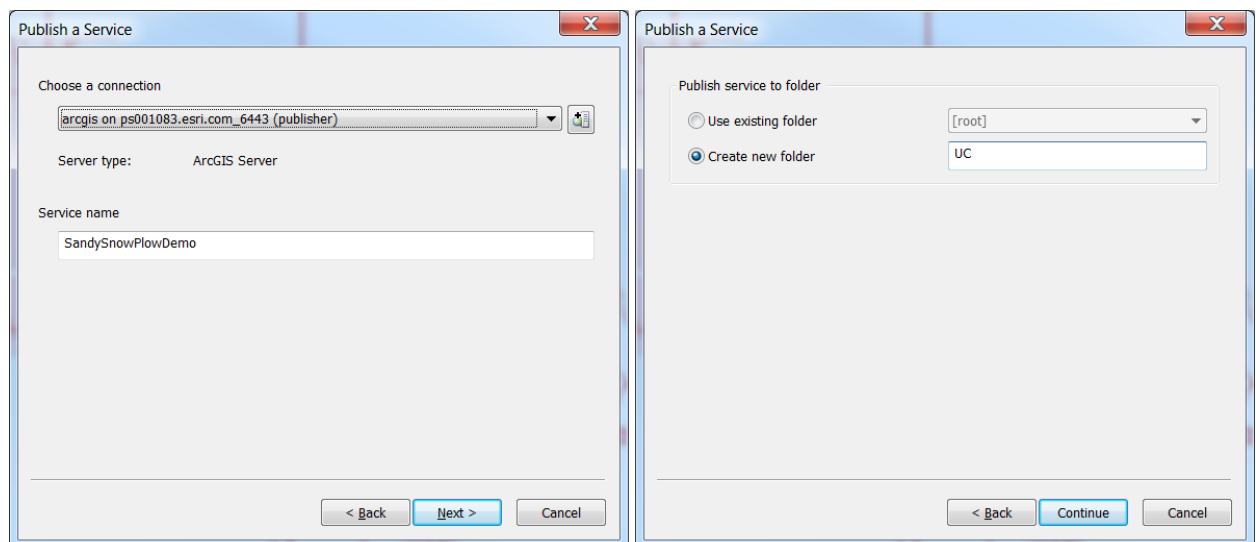 Publish a Service
Choose a connection
arcgis on ps001083.esri.com_6443 (publisher)
Server type: ArcGIS Server
Service name
SandySnowPlowDemo
< Back Next > Cancel
Publish a Service
Publish service to folder
Use existing folder [root]
Create new folder UC
< Back Continue Cancel